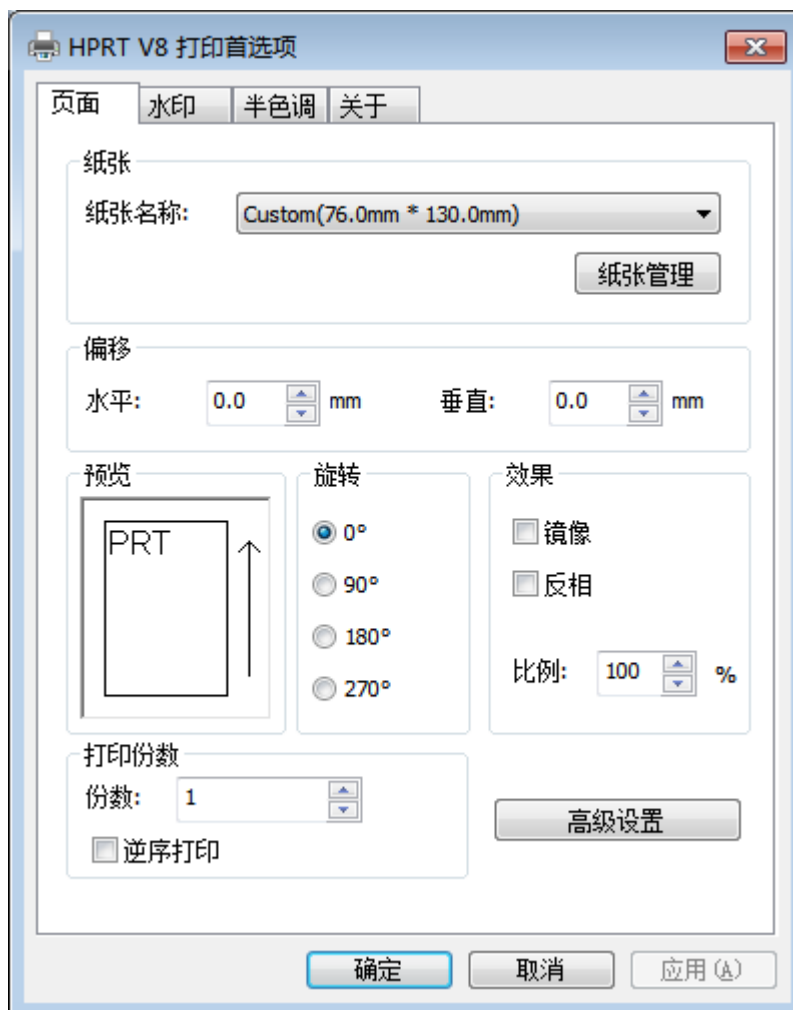 HPRT V8 打印首选项
页面 水印 半色调 关于
纸张
纸张名称: Custom(76.0mm * 130.0mm)
纸张管理
偏移
水平: 0.0 mm 垂直: 0.0 mm
预览 旋转 效果
PRT
0° 镜像
90° 反相
180°
比例: 100 %
270°
打印份数
份数: 1
高级设置
逆序打印
确定 取消 应用(A)